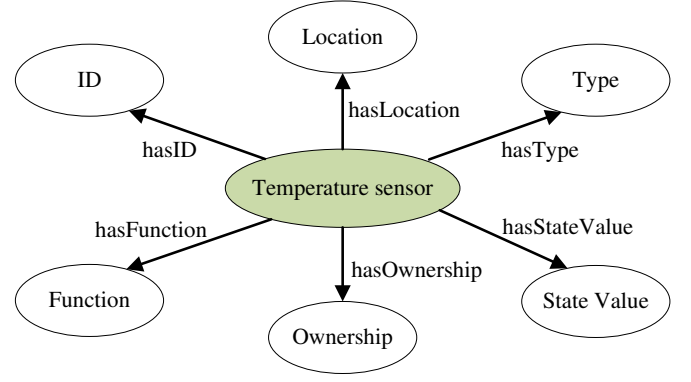 Location
ID
Type
hasLocation
hasID
hasType
Temperature sensor
hasFunction
hasStateValue
hasOwnership
Function
State Value
Ownership